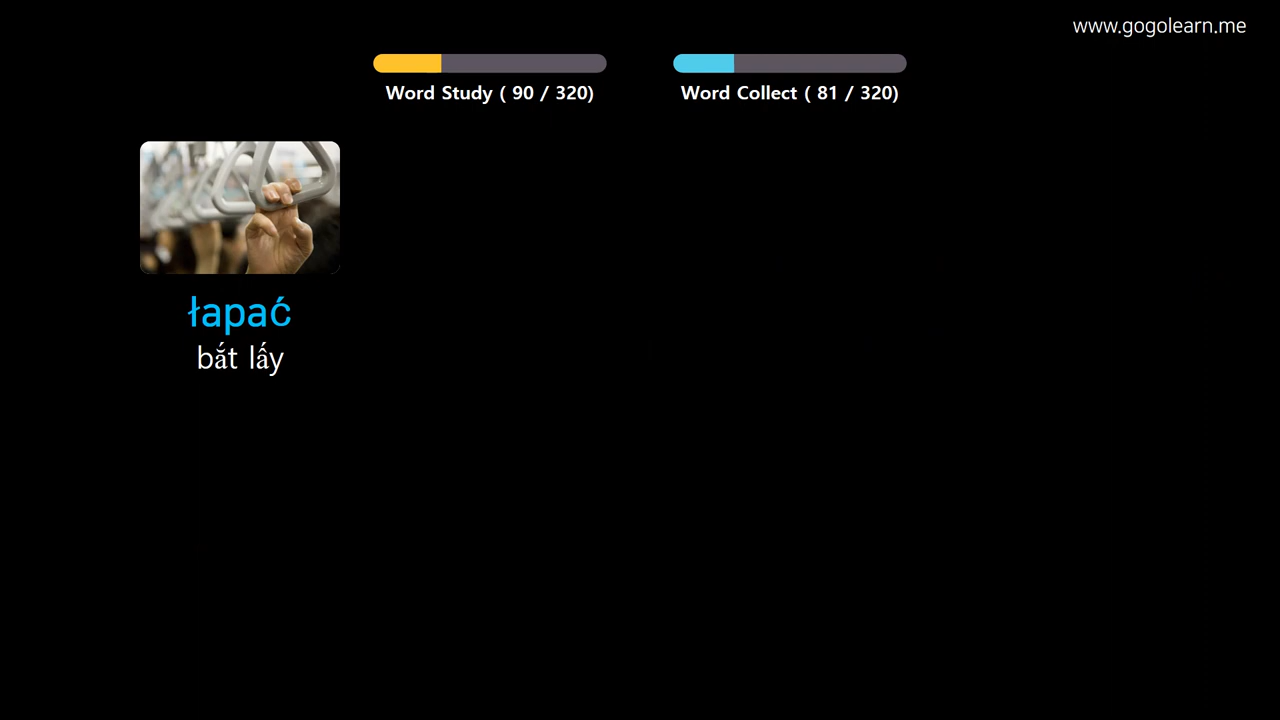 www.gogolearn.me
Word Study ( 90 / 320)
Word Collect ( 81 / 320)
łapać
bắt lấy